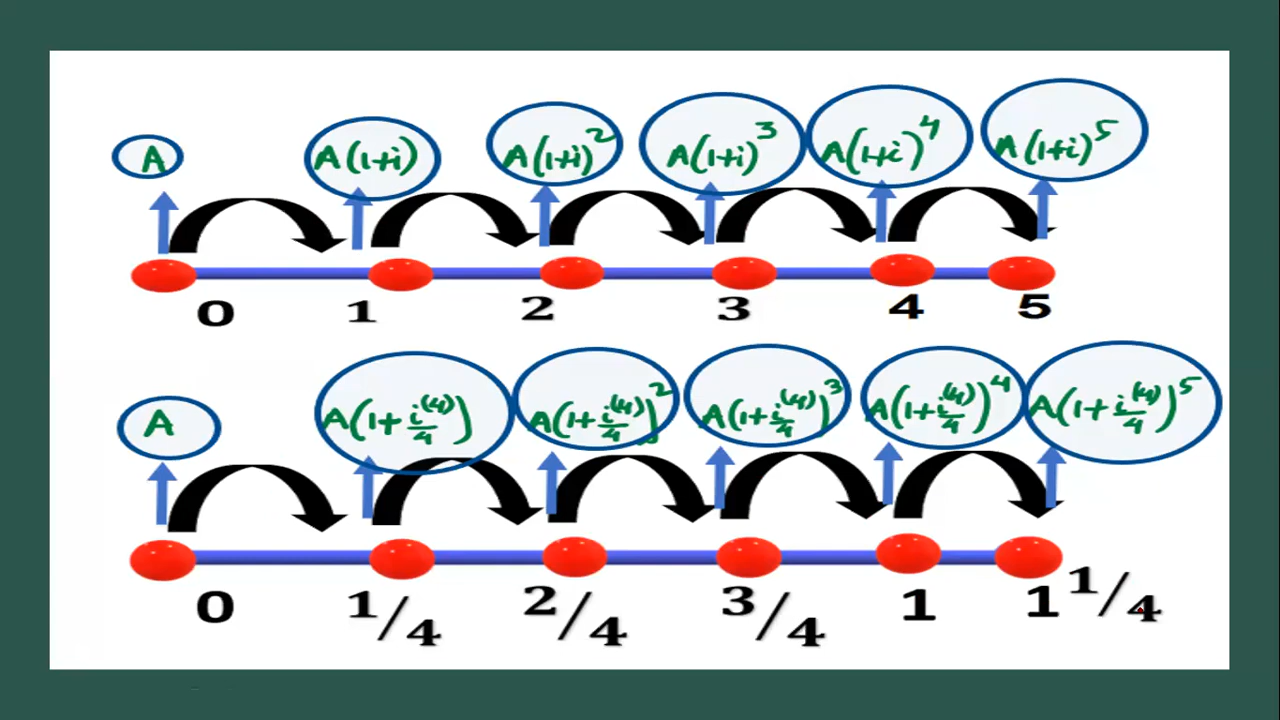 A A(1+i) A(1+i)² A(1+i)³ A(1+i)⁴ A(1+i)⁵
0 1 2 3 4 5
A A(1+i⁽⁴⁾/4) A(1+i⁽⁴⁾/4)² A(1+i⁽⁴⁾/4)³ A(1+i⁽⁴⁾/4)⁴ A(1+i⁽⁴⁾/4)⁵
0 1/4 2/4 3/4 1 1 1/4